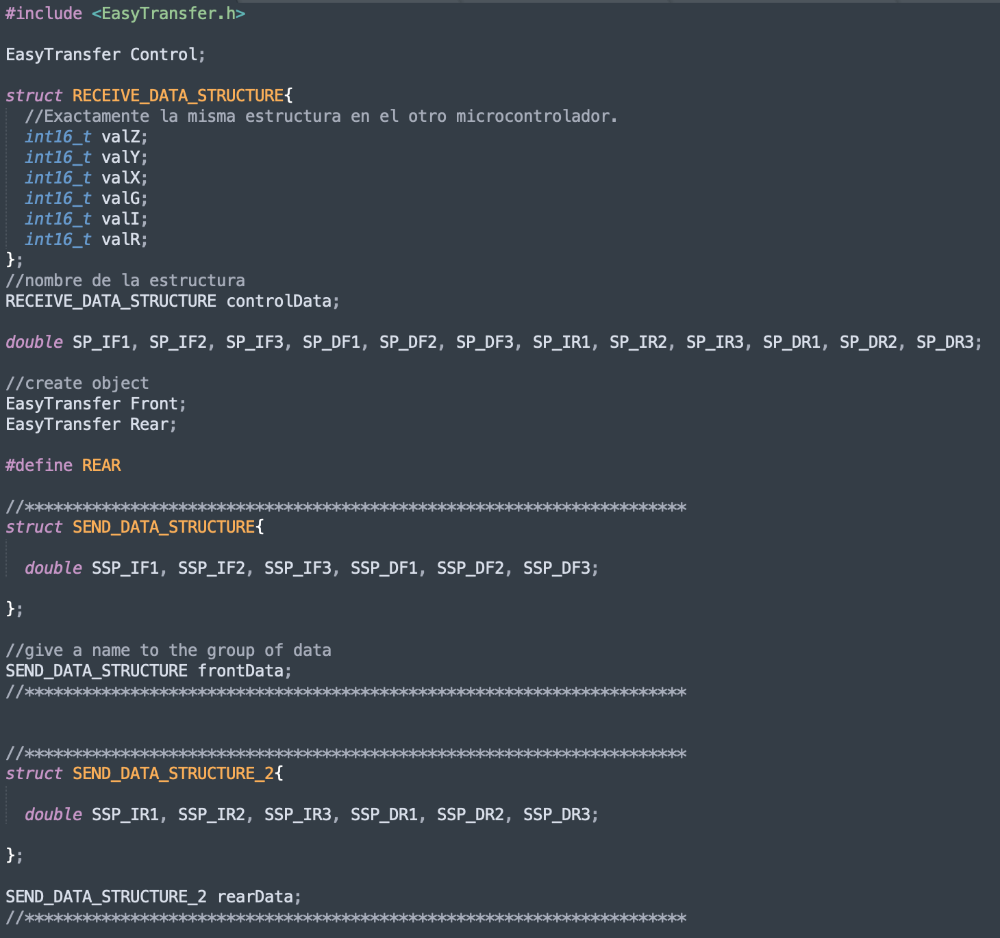 #include <EasyTransfer.h>
EasyTransfer Control;
struct RECEIVE_DATA_STRUCTURE{
//Exactamente la misma estructura en el otro microcontrolador.
int16_t valZ;
int16_t valY;
int16_t valX;
int16_t valG;
int16_t valI;
int16_t valR;
};
//nombre de la estructura
RECEIVE_DATA_STRUCTURE controlData;
double SP_IF1, SP_IF2, SP_IF3, SP_DF1, SP_DF2, SP_DF3, SP_IR1, SP_IR2, SP_IR3, SP_DR1, SP_DR2, SP_DR3;
//create object
EasyTransfer Front;
EasyTransfer Rear;
#define REAR
//*********************************************************************
struct SEND_DATA_STRUCTURE{
double SSP_IF1, SSP_IF2, SSP_IF3, SSP_DF1, SSP_DF2, SSP_DF3;
};
//give a name to the group of data
SEND_DATA_STRUCTURE frontData;
//*********************************************************************
//*********************************************************************
struct SEND_DATA_STRUCTURE_2{
double SSP_IR1, SSP_IR2, SSP_IR3, SSP_DR1, SSP_DR2, SSP_DR3;
};
SEND_DATA_STRUCTURE_2 rearData;
//*********************************************************************